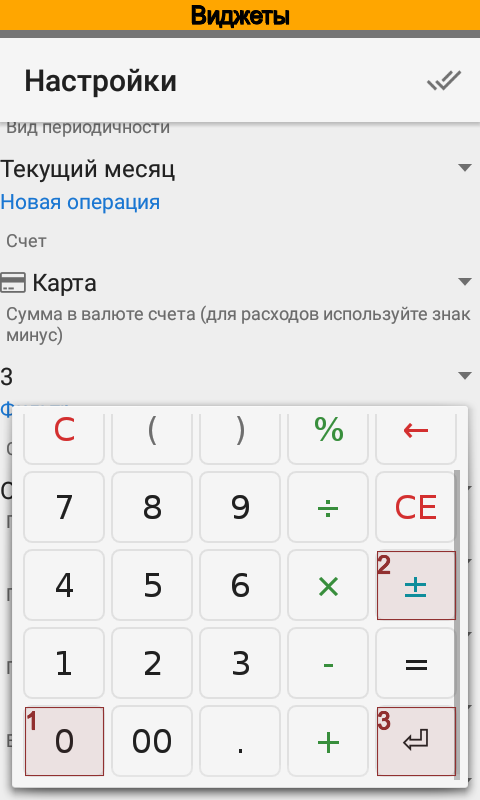 Виджеты
Настройки
Вид периодичности
Текущий месяц
Новая операция
Счет
Карта
Сумма в валюте счета (для расходов используйте знак
минус)
3
C ( ) % ←
7 8 9 ÷ CE
4 5 6 × 2 ±
1 2 3 - =
1 0 00 . + 3 ⏎